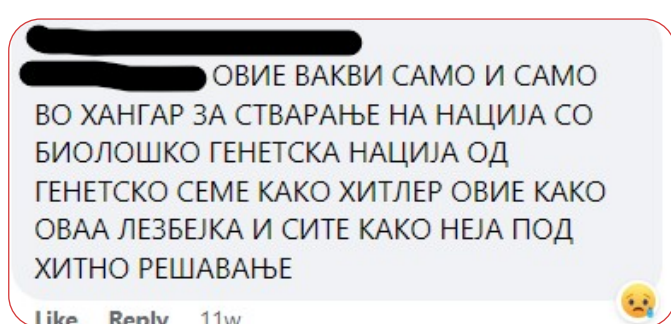 ОВИЕ ВАКВИ САМО И САМО
ВО ХАНГАР ЗА СТВАРАЊЕ НА НАЦИЈА СО
БИОЛОШКО ГЕНЕТСКА НАЦИЈА ОД
ГЕНЕТСКО СЕМЕ КАКО ХИТЛЕР ОВИЕ КАКО
ОВАА ЛЕЗБЕЈКА И СИТЕ КАКО НЕЈА ПОД
ХИТНО РЕШАВАЊЕ
Like Reply 11w